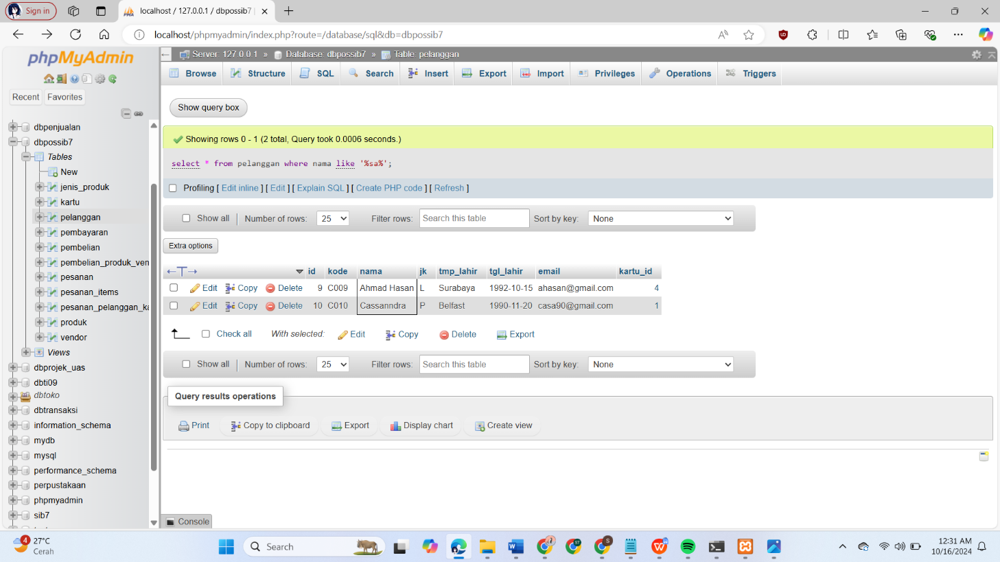 Sign in
localhost / 127.0.0.1 / dbpossib7 |
localhost/phpmyadmin/index.php?route=/database/sql&db=dbpossib7
phpMyAdmin
Recent Favorites
dbpenjualan
dbpossib7
Tables
New
jenis_produk
kartu
pelanggan
pembayaran
pembelian
pembelian_produk_ven
pesanan
pesanan_items
pesanan_pelanggan_ka
produk
vendor
Views
dbprojek_uas
dbti09
dbtoko
dbtransaksi
information_schema
mydb
mysql
performance_schema
perpustakaan
phpmyadmin
sib7
Server: 127.0.0.1 » Database: dbpossib7 » Table: pelanggan
Browse Structure SQL Search Insert Export Import Privileges Operations Triggers
Show query box
Showing rows 0 - 1 (2 total, Query took 0.0006 seconds.)
select * from pelanggan where nama like '%sa%';
Profiling [ Edit inline ] [ Edit ] [ Explain SQL ] [ Create PHP code ] [ Refresh ]
Show all Number of rows: 25 Filter rows: Search this table Sort by key: None
Extra options
id kode nama jk tmp_lahir tgl_lahir email kartu_id
Edit Copy Delete 9 C009 Ahmad Hasan L Surabaya 1992-10-15 ahasan@gmail.com 4
Edit Copy Delete 10 C010 Cassanndra P Belfast 1990-11-20 casa90@gmail.com 1
Check all With selected: Edit Copy Delete Export
Show all Number of rows: 25 Filter rows: Search this table Sort by key: None
Query results operations
Print Copy to clipboard Export Display chart Create view
Console
4
27°C
Cerah
Search
12:31 AM
10/16/2024